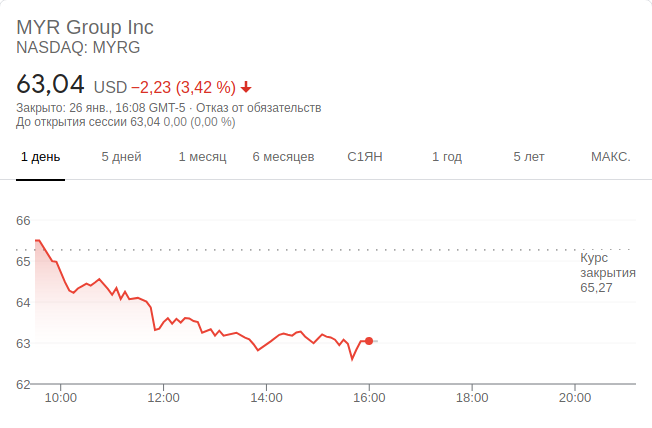 MYR Group Inc
NASDAQ: MYRG
63,04 USD −2,23 (3,42 %)
Закрыто: 26 янв., 16:08 GMT-5 · Отказ от обязательств
До открытия сессии 63,04 0,00 (0,00 %)
1 день 5 дней 1 месяц 6 месяцев С1ЯН 1 год 5 лет МАКС.
66
65
64
63
62
Курс
закрытия
65,27
10:00 12:00 14:00 16:00 18:00 20:00